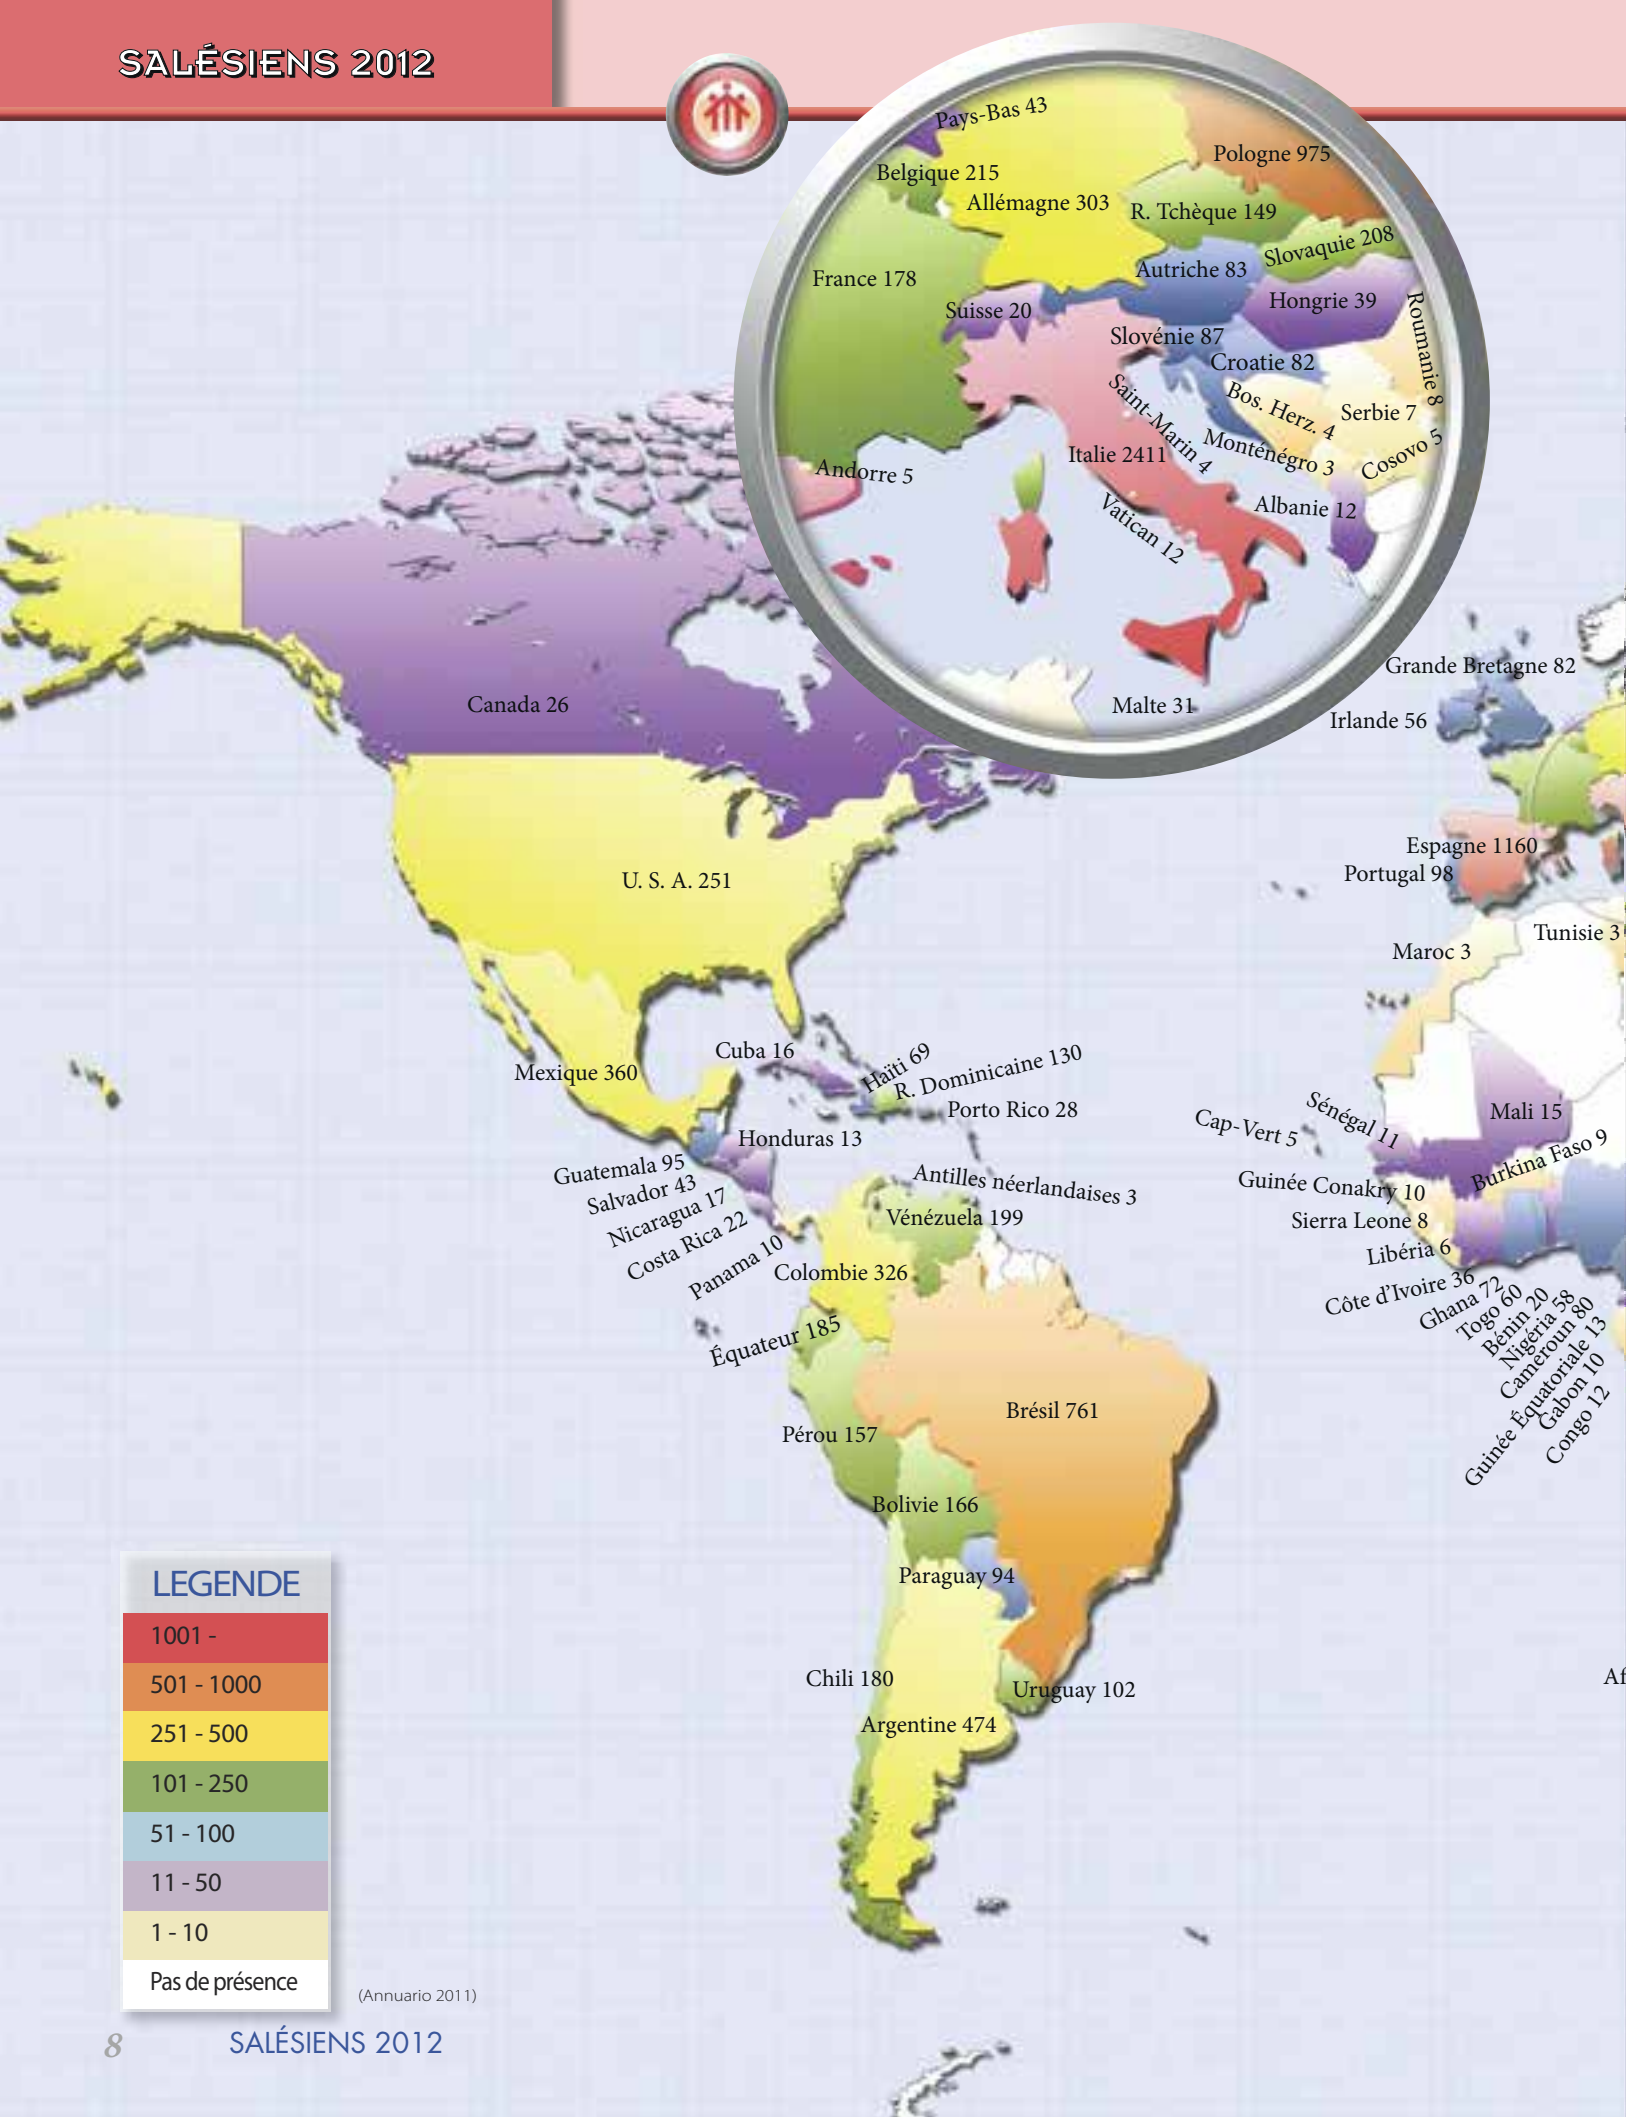 SALÉSIENS 2012
Pays-Bas 43
Pologne 975
Belgique 215
Allémagne 303
R. Tchèque 149
Slovaquie 208
France 178
Autriche 83
Suisse 20
Hongrie 39
Roumanie 8
Slovénie 87
Croatie 82
Bos. Herz. 4
Serbie 7
Saint-Marin 4
Monténégro 3
Cosovo 5
Italie 2411
Andorre 5
Vatican 12
Albanie 12
Malte 31
Grande Bretagne 82
Irlande 56
Canada 26
Espagne 1160
Portugal 98
U. S. A. 251
Tunisie 3
Maroc 3
Mexique 360
Cuba 16
Haïti 69
R. Dominicaine 130
Porto Rico 28
Honduras 13
Guatemala 95
Salvador 43
Nicaragua 17
Costa Rica 22
Panama 10
Antilles néerlandaises 3
Vénézuela 199
Colombie 326
Équateur 185
Cap-Vert 5
Sénégal 11
Mali 15
Burkina Faso 9
Guinée Conakry 10
Sierra Leone 8
Libéria 6
Côte d'Ivoire 36
Ghana 72
Togo 60
Bénin 20
Nigéria 58
Cameroun 80
Guinée Équatoriale 13
Gabon 10
Congo 12
Brésil 761
Pérou 157
Bolivie 166
Paraguay 94
Chili 180
Uruguay 102
Argentine 474
Af
LEGENDE
1001 -
501 - 1000
251 - 500
101 - 250
51 - 100
11 - 50
1 - 10
Pas de présence
(Annuario 2011)
8 SALÉSIENS 2012